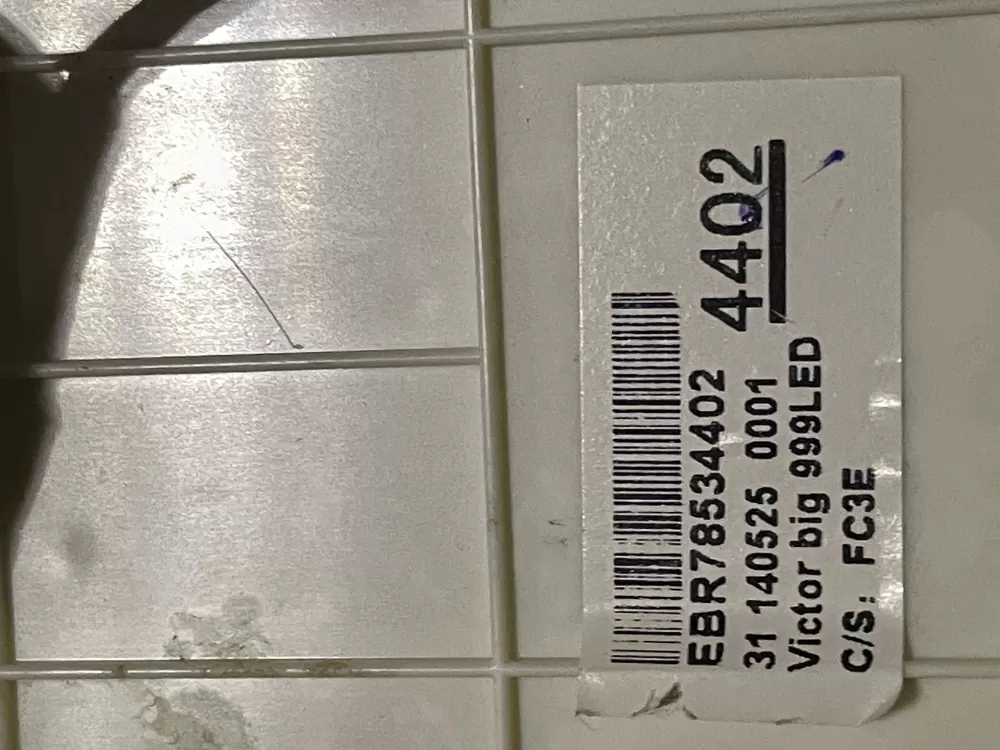 EBR78534402 4402
31 140525 0001
Victor big 999LED
C/S: FC3E